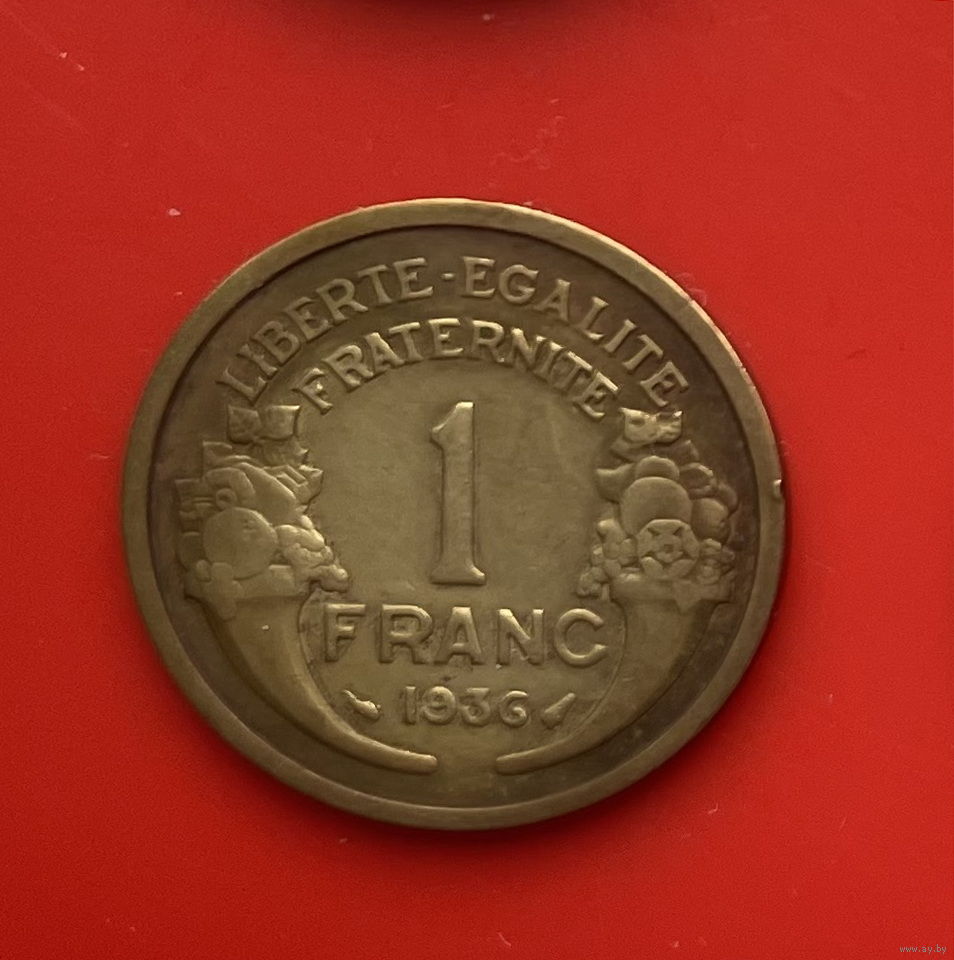 LIBERTE-EGALITE
FRATERNITE
1
FRANC
1936
www.ay.by